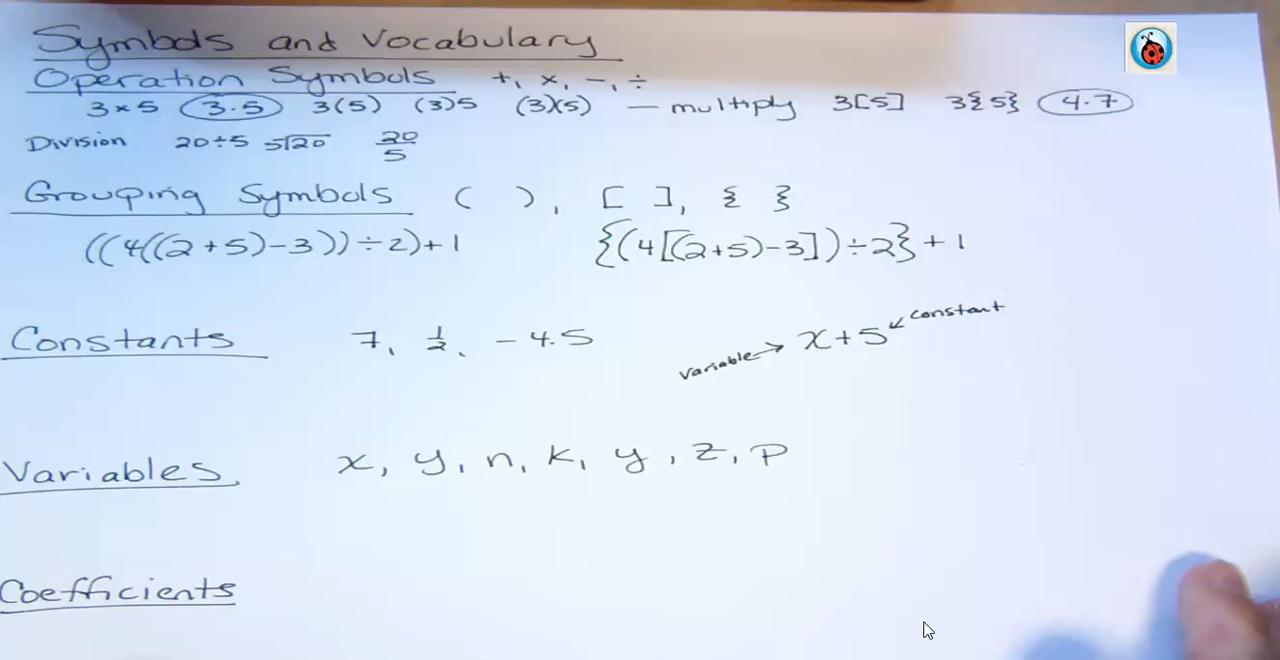 Symbols and Vocabulary
Operation Symbols +, ×, −, ÷
3 × 5 3·5 3(5) (3)5 (3)(5) — multiply 3[5] 3{5} 4·7
Division 20÷5 5√20 20/5
Grouping Symbols ( ), [ ], { }
((4((2+5)−3))÷2)+1 {(4[(2+5)−3])÷2}+1
Constants 7, 1/2, −4.5 variable → x+5 ← constant
Variables x, y, n, k, y, z, p
Coefficients